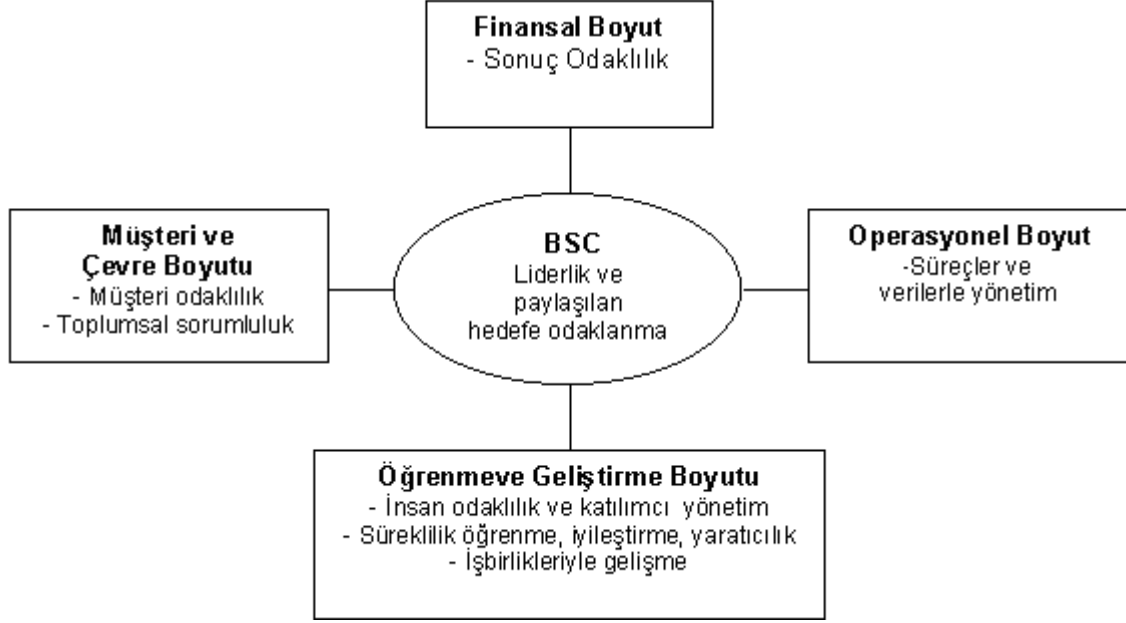 Finansal Boyut
- Sonuç Odaklılık
Müşteri ve
Çevre Boyutu
- Müşteri odaklılık
- Toplumsal sorumluluk
BSC
Liderlik ve
paylaşılan
hedefe odaklanma
Operasyonel Boyut
-Süreçler ve
verilerle yönetim
Öğrenmeve Geliştirme Boyutu
- İnsan odaklılık ve katılımcı yönetim
- Süreklilik öğrenme, iyileştirme, yaratıcılık
- İşbirlikleriyle gelişme